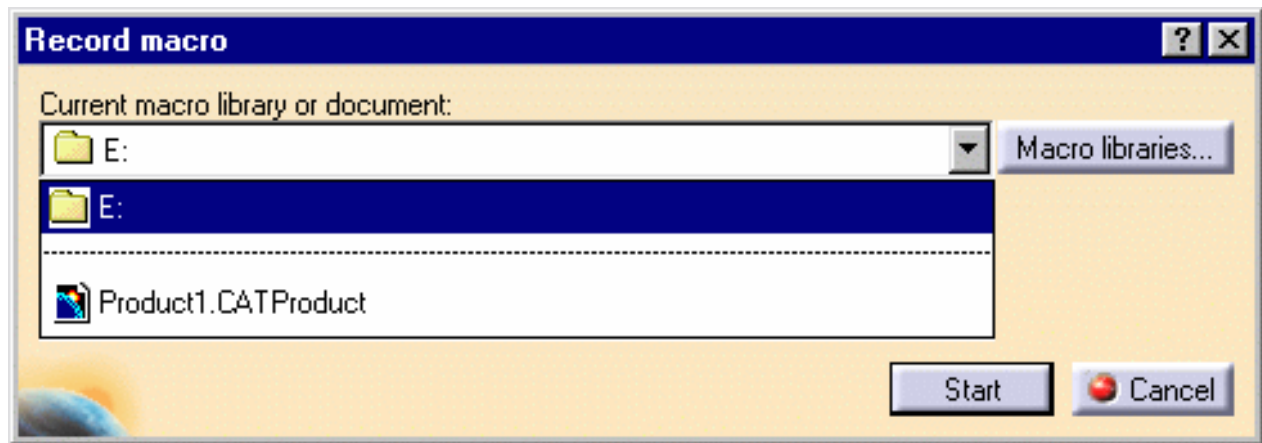 Record macro
Current macro library or document:
E:
Macro libraries...
E:
Product1.CATProduct
Start
Cancel